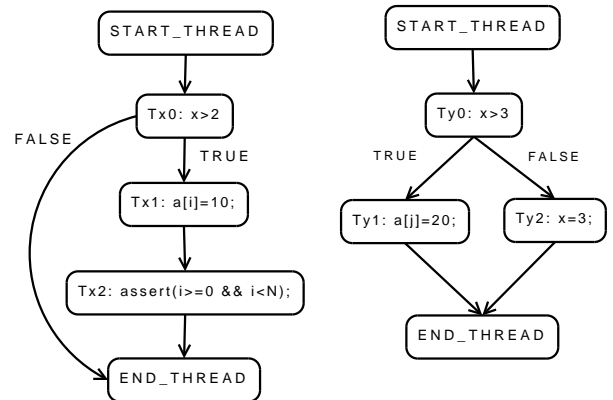 START_THREAD
Tx0: x>2
FALSE
TRUE
Tx1: a[i]=10;
Tx2: assert(i>=0 && i<N);
END_THREAD
START_THREAD
Ty0: x>3
TRUE
FALSE
Ty1: a[j]=20;
Ty2: x=3;
END_THREAD